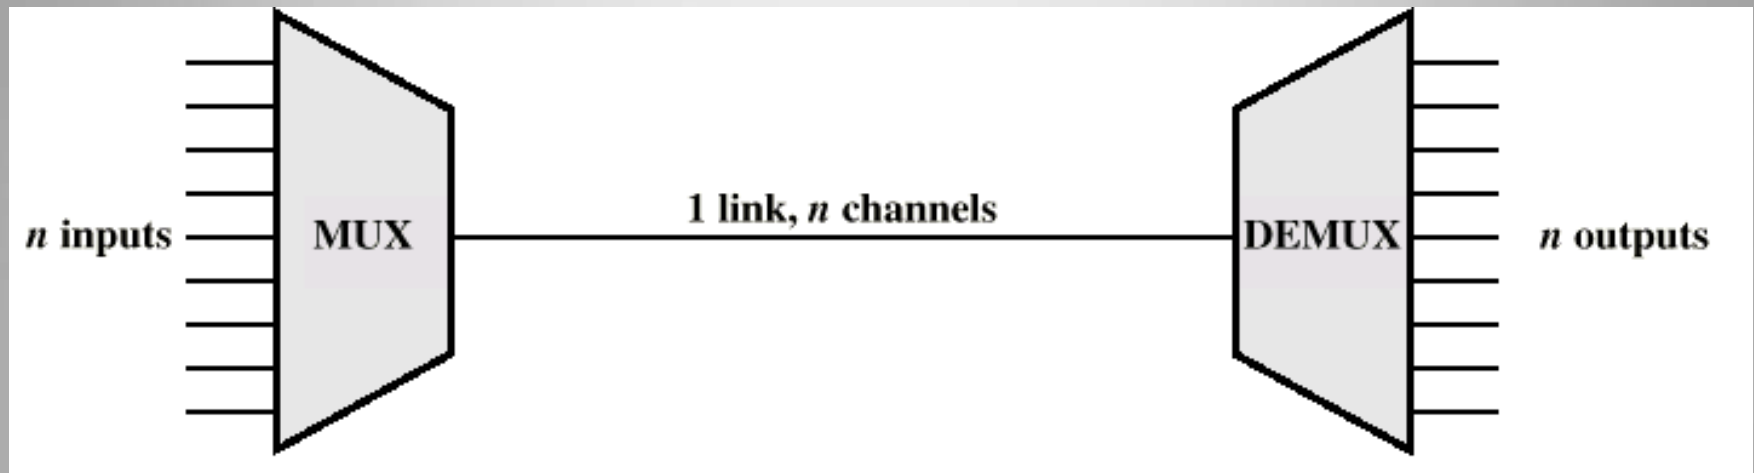 n inputs
MUX
1 link, n channels
DEMUX
n outputs